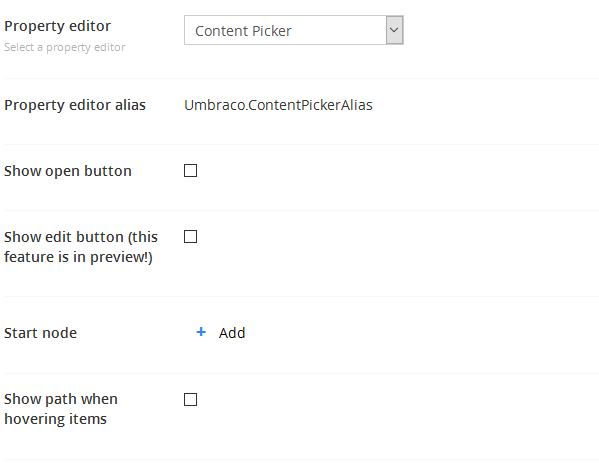 Property editor
Select a property editor
Content Picker
Property editor alias
Umbraco.ContentPickerAlias
Show open button
Show edit button (this
feature is in preview!)
Start node
+ Add
Show path when
hovering items